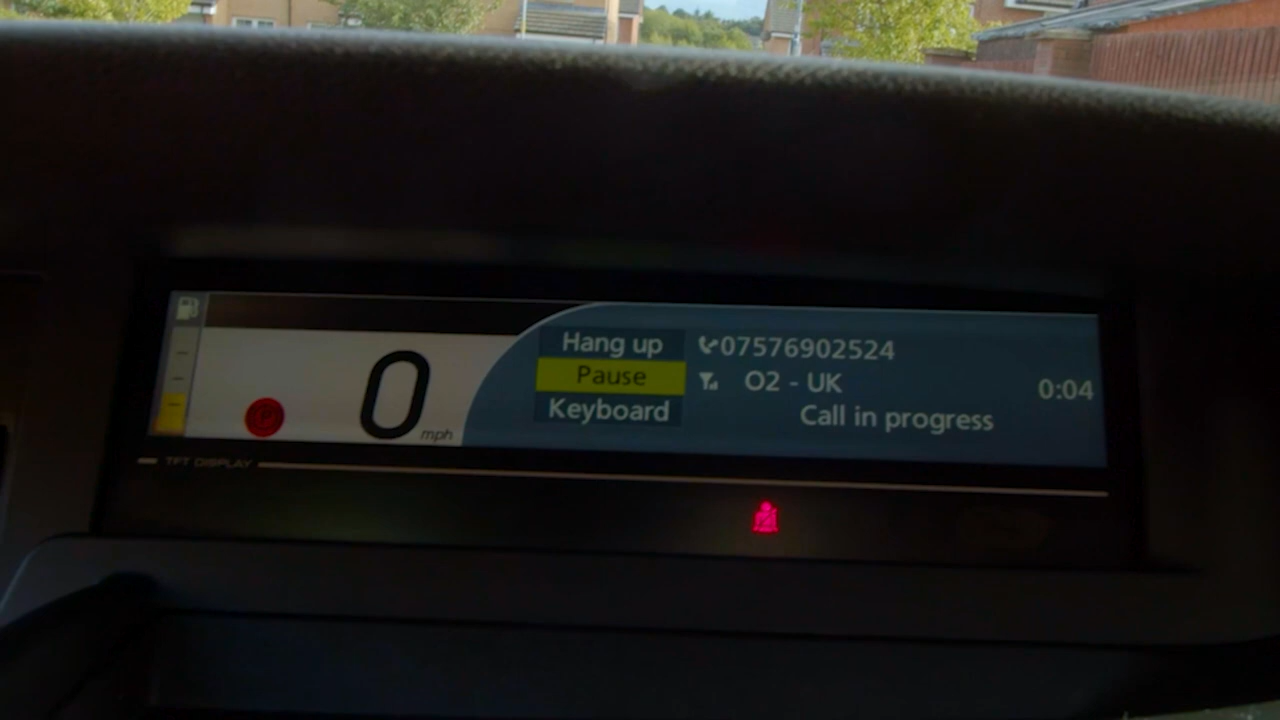 Hang up
07576902524
Pause
O2 - UK
0:04
Keyboard
Call in progress
0
mph
P
TFT DISPLAY